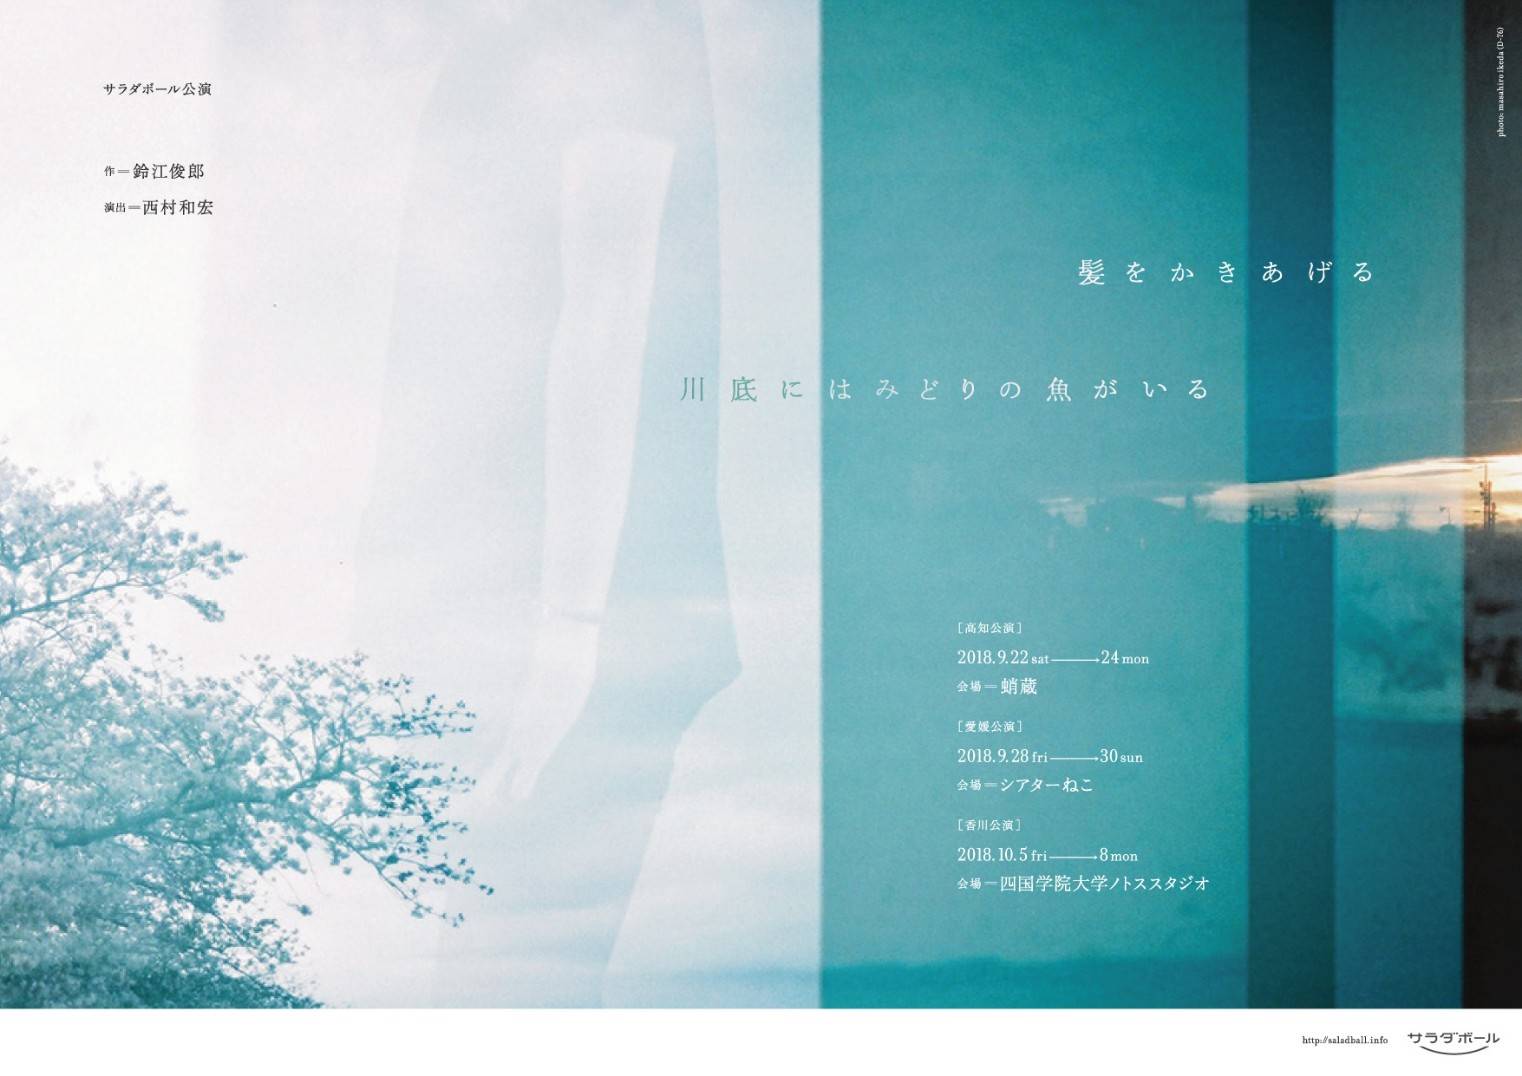 サラダボール公演
作＝鈴江俊郎
演出＝西村和宏
髪をかきあげる
川底にはみどりの魚がいる
［高知公演］
2018.9.22 sat→24 mon
会場＝蛸蔵
［愛媛公演］
2018.9.28 fri→30 sun
会場＝シアターねこ
［香川公演］
2018.10.5 fri→8 mon
会場＝四国学院大学ノトススタジオ
photo: masahiro ikeda (D-76)
http://saladball.info
サラダボール